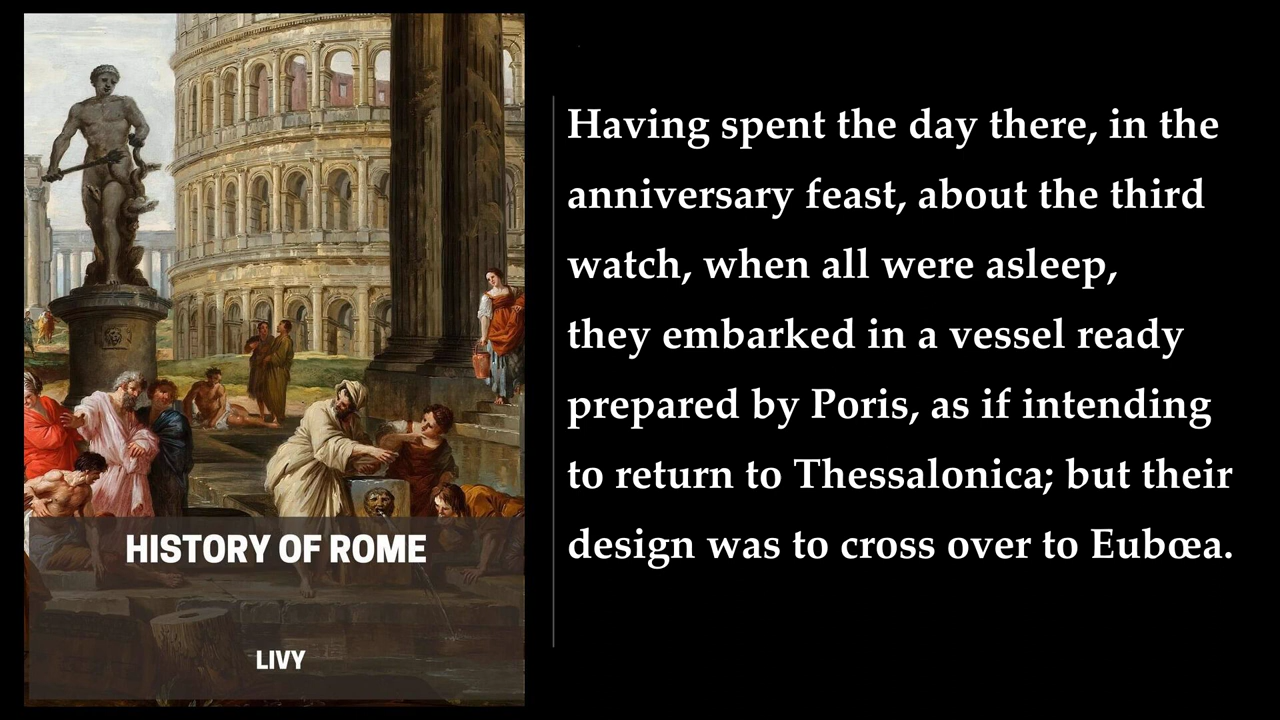 HISTORY OF ROME
LIVY
Having spent the day there, in the
anniversary feast, about the third
watch, when all were asleep,
they embarked in a vessel ready
prepared by Poris, as if intending
to return to Thessalonica; but their
design was to cross over to Eubœa.